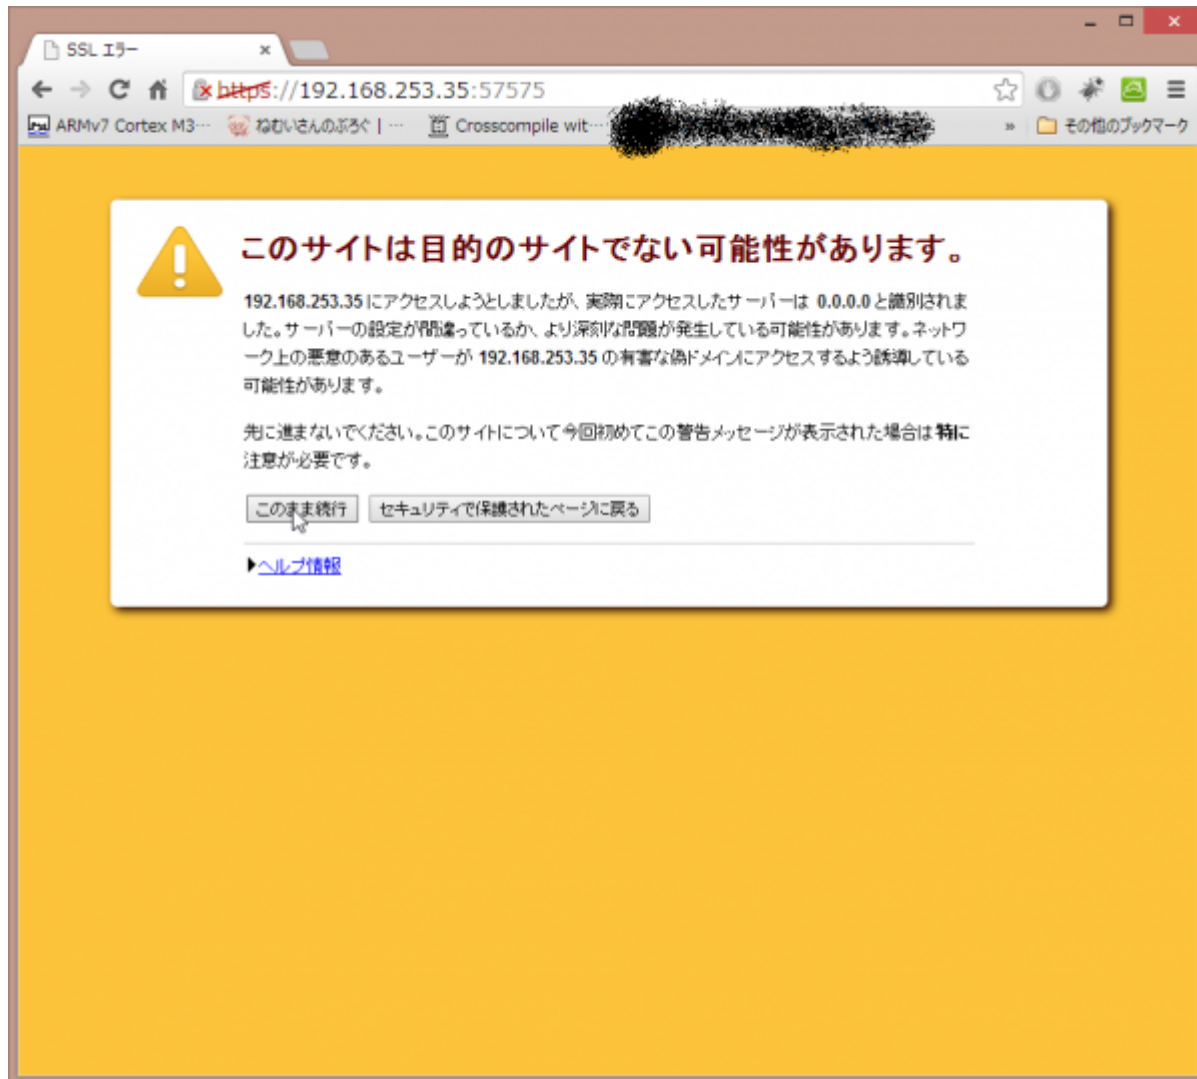 SSL エラー
https://192.168.253.35:57575
ARMv7 Cortex M3… ねむいさんのぶろぐ | … Crosscompile wit… » その他のブックマーク
このサイトは目的のサイトでない可能性があります。
192.168.253.35 にアクセスしようとしましたが、実際にアクセスしたサーバーは 0.0.0.0 と識別されま
した。サーバーの設定が間違っているか、より深刻な問題が発生している可能性があります。ネットワ
ーク上の悪意のあるユーザーが 192.168.253.35 の有害な偽ドメインにアクセスするよう誘導している
可能性があります。
先に進まないでください。このサイトについて今回初めてこの警告メッセージが表示された場合は特に
注意が必要です。
このまま続行 セキュリティで保護されたページに戻る
ヘルプ情報